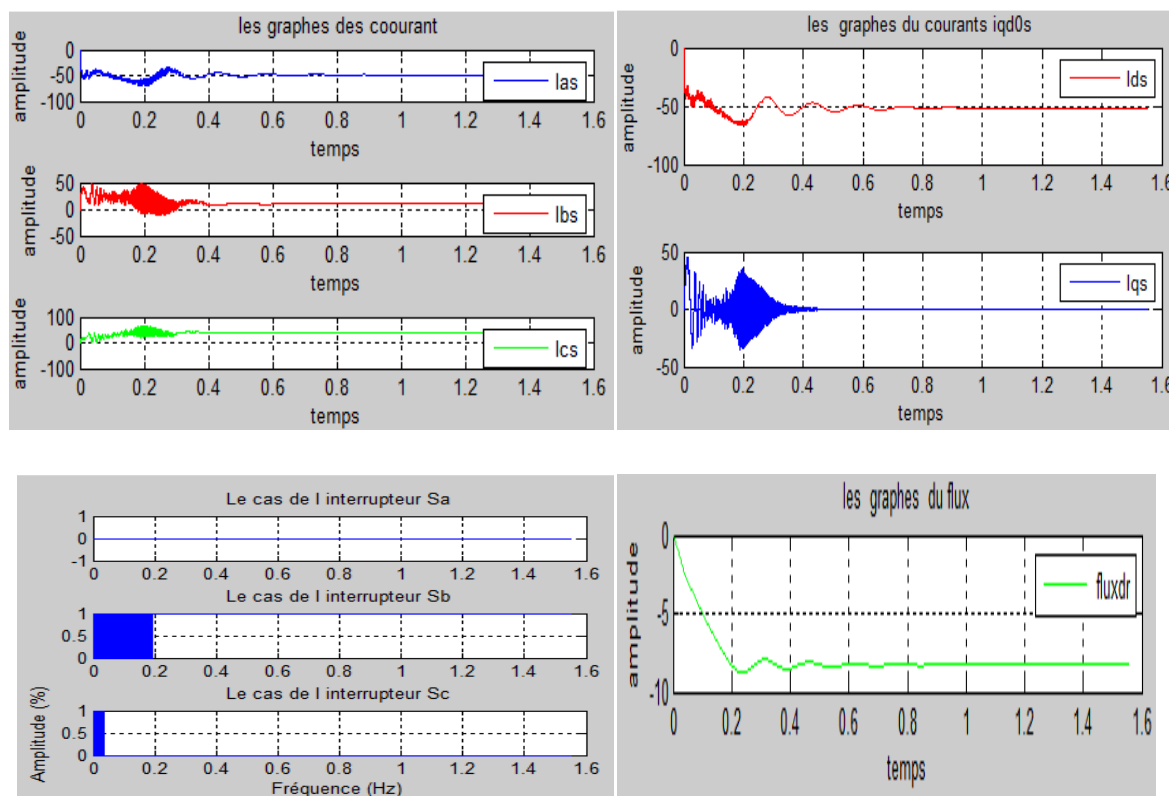 les graphes des coourant
amplitude
0
-50
-100
Ias
0 0.2 0.4 0.6 0.8 1 1.2 1.4 1.6
temps
amplitude
50
0
-50
Ibs
0 0.2 0.4 0.6 0.8 1 1.2 1.4 1.6
temps
amplitude
100
0
-100
Ics
0 0.2 0.4 0.6 0.8 1 1.2 1.4 1.6
temps
les graphes du courants iqd0s
amplitude
0
-50
-100
Ids
0 0.2 0.4 0.6 0.8 1 1.2 1.4 1.6
temps
amplitude
50
0
-50
Iqs
0 0.2 0.4 0.6 0.8 1 1.2 1.4 1.6
temps
Le cas de l interrupteur Sa
1
0
-1
0 0.2 0.4 0.6 0.8 1 1.2 1.4 1.6
Le cas de l interrupteur Sb
1
0.5
0
0 0.2 0.4 0.6 0.8 1 1.2 1.4 1.6
Le cas de l interrupteur Sc
Amplitude (%)
1
0.5
0
0 0.2 0.4 0.6 0.8 1 1.2 1.4 1.6
Fréquence (Hz)
les graphes du flux
amplitude
0
-5
-10
fluxdr
0 0.2 0.4 0.6 0.8 1 1.2 1.4 1.6
temps